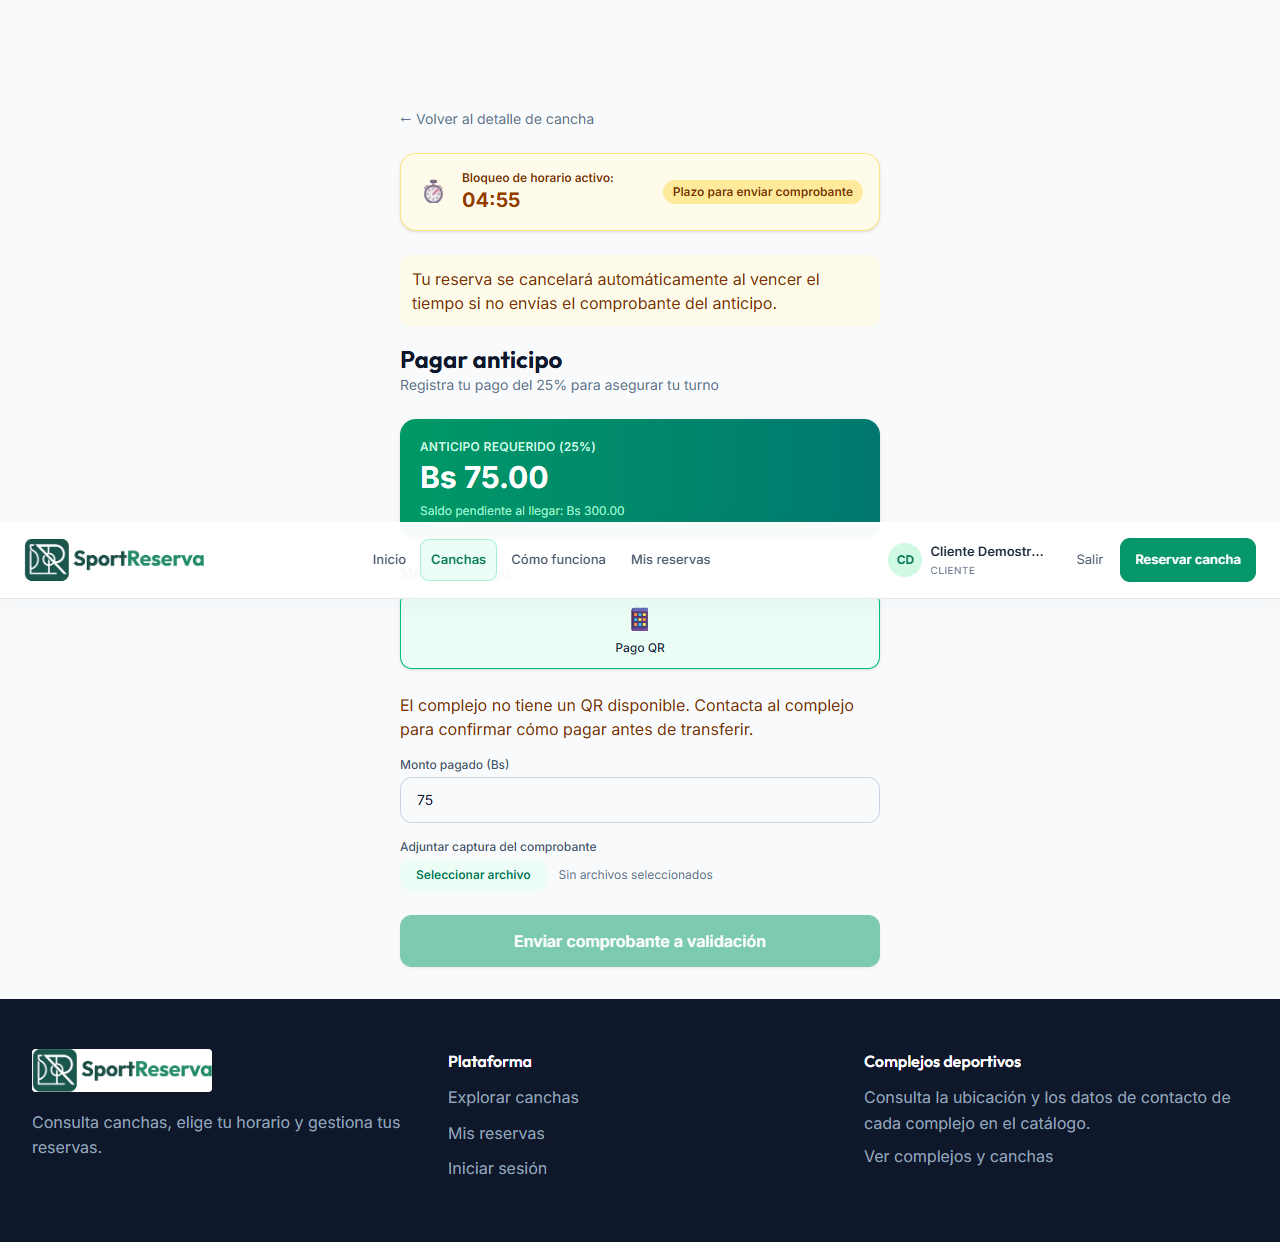 ← Volver al detalle de cancha
Bloqueo de horario activo:
04:55
Plazo para enviar comprobante
Tu reserva se cancelará automáticamente al vencer el
tiempo si no envías el comprobante del anticipo.
Pagar anticipo
Registra tu pago del 25% para asegurar tu turno
ANTICIPO REQUERIDO (25%)
Bs 75.00
Saldo pendiente al llegar: Bs 300.00
SportReserva
Inicio
Canchas
Cómo funciona
Mis reservas
CD
Cliente Demostr...
CLIENTE
Salir
Reservar cancha
Pago QR
El complejo no tiene un QR disponible. Contacta al complejo
para confirmar cómo pagar antes de transferir.
Monto pagado (Bs)
75
Adjuntar captura del comprobante
Seleccionar archivo
Sin archivos seleccionados
Enviar comprobante a validación
SportReserva
Consulta canchas, elige tu horario y gestiona tus
reservas.
Plataforma
Explorar canchas
Mis reservas
Iniciar sesión
Complejos deportivos
Consulta la ubicación y los datos de contacto de
cada complejo en el catálogo.
Ver complejos y canchas